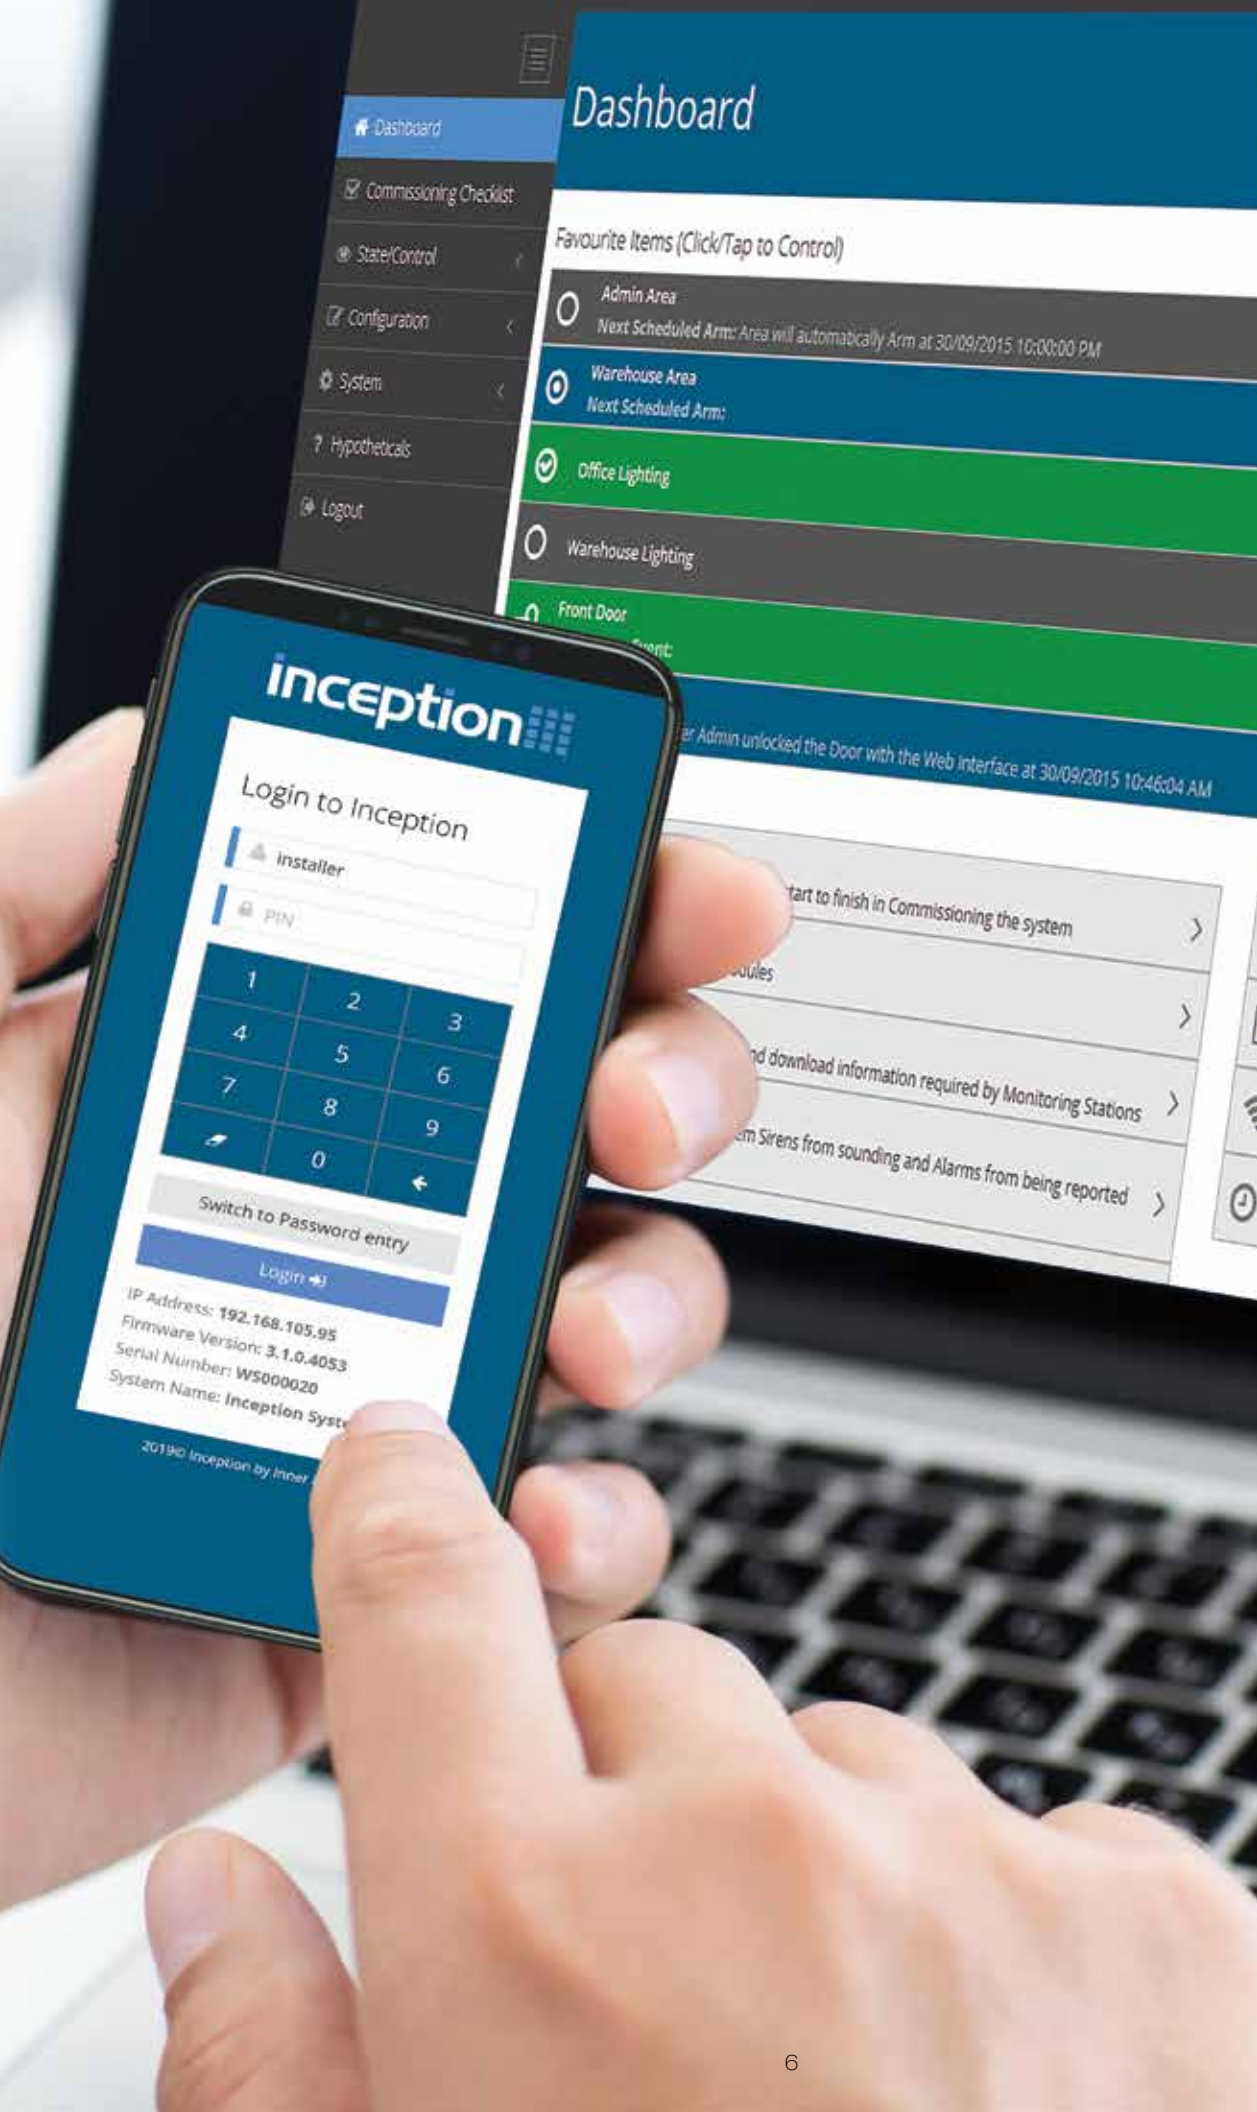 Dashboard
Dashboard
Commissioning Checklist
State/Control
Configuration
System
? Hypotheticals
Logout
Favourite Items (Click/Tap to Control)
Admin Area
Next Scheduled Arm: Area will automatically Arm at 30/09/2015 10:00:00 PM
Warehouse Area
Next Scheduled Arm:
Office Lighting
Warehouse Lighting
Front Door
Admin unlocked the Door with the Web Interface at 30/09/2015 10:46:04 AM
to finish in Commissioning the system
download information required by Monitoring Stations
Sirens from sounding and Alarms from being reported
inception
Login to Inception
installer
PIN
1 2 3
4 5 6
7 8 9
0
Switch to Password entry
Login
IP Address: 192.168.105.95
Firmware Version: 3.1.0.4053
Serial Number: WS000020
System Name: Inception
2019© Inception by Inner
6